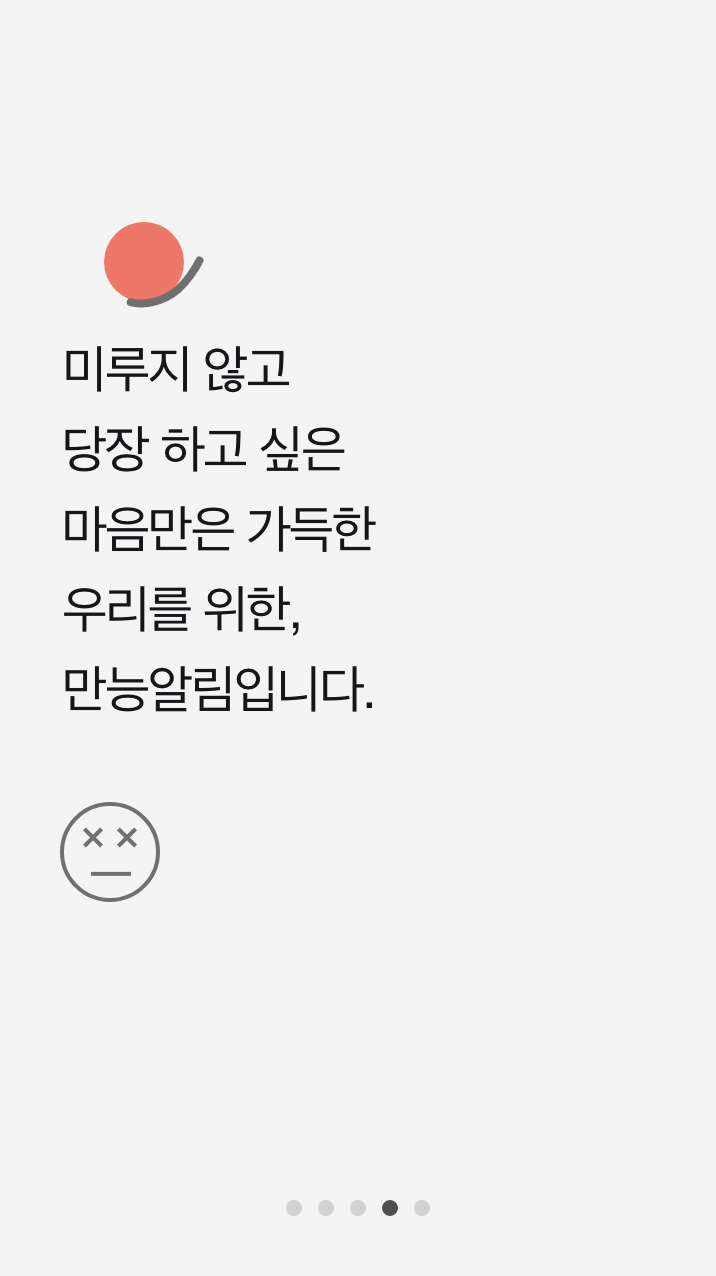 미루지 않고
당장 하고 싶은
마음만은 가득한
우리를 위한,
만능알림입니다.